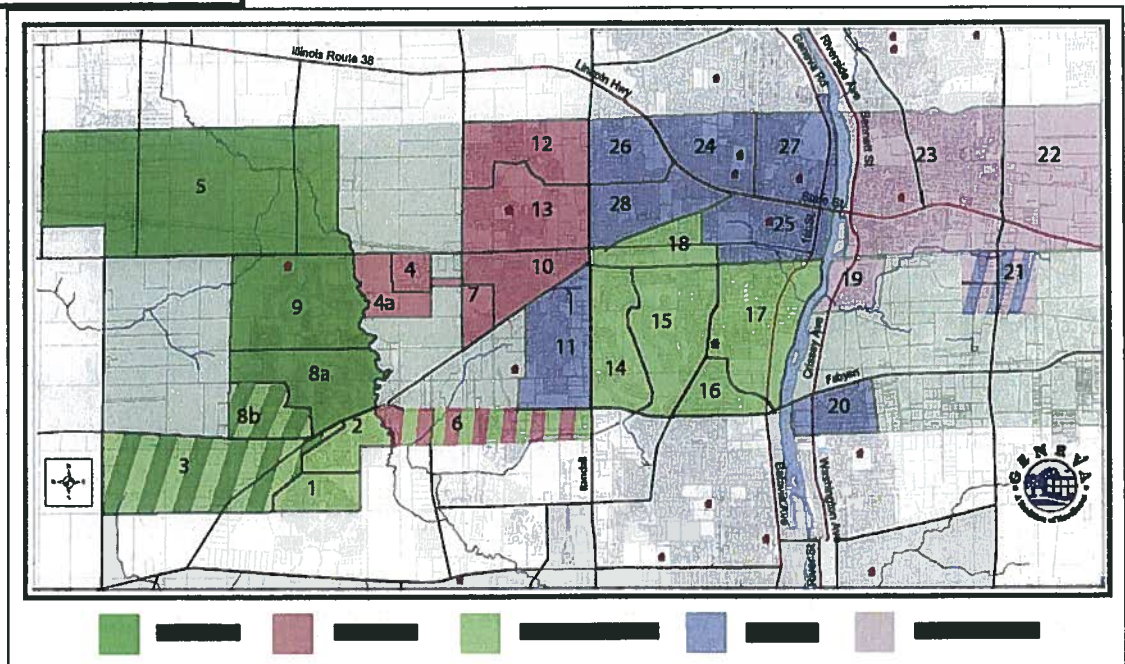 Illinois Route 38
Lincoln Hwy
Geneva Rd
Riverside Ave
Bennett St
5
12
26
24
27
23
22
13
28
State St
25
18
10
4
4a
7
9
19
21
15
17
11
14
8a
16
Crissey Ave
Fabyan
20
8b
2
6
3
1
Randall
Batavia Ave
Washington Ave
GENEVA